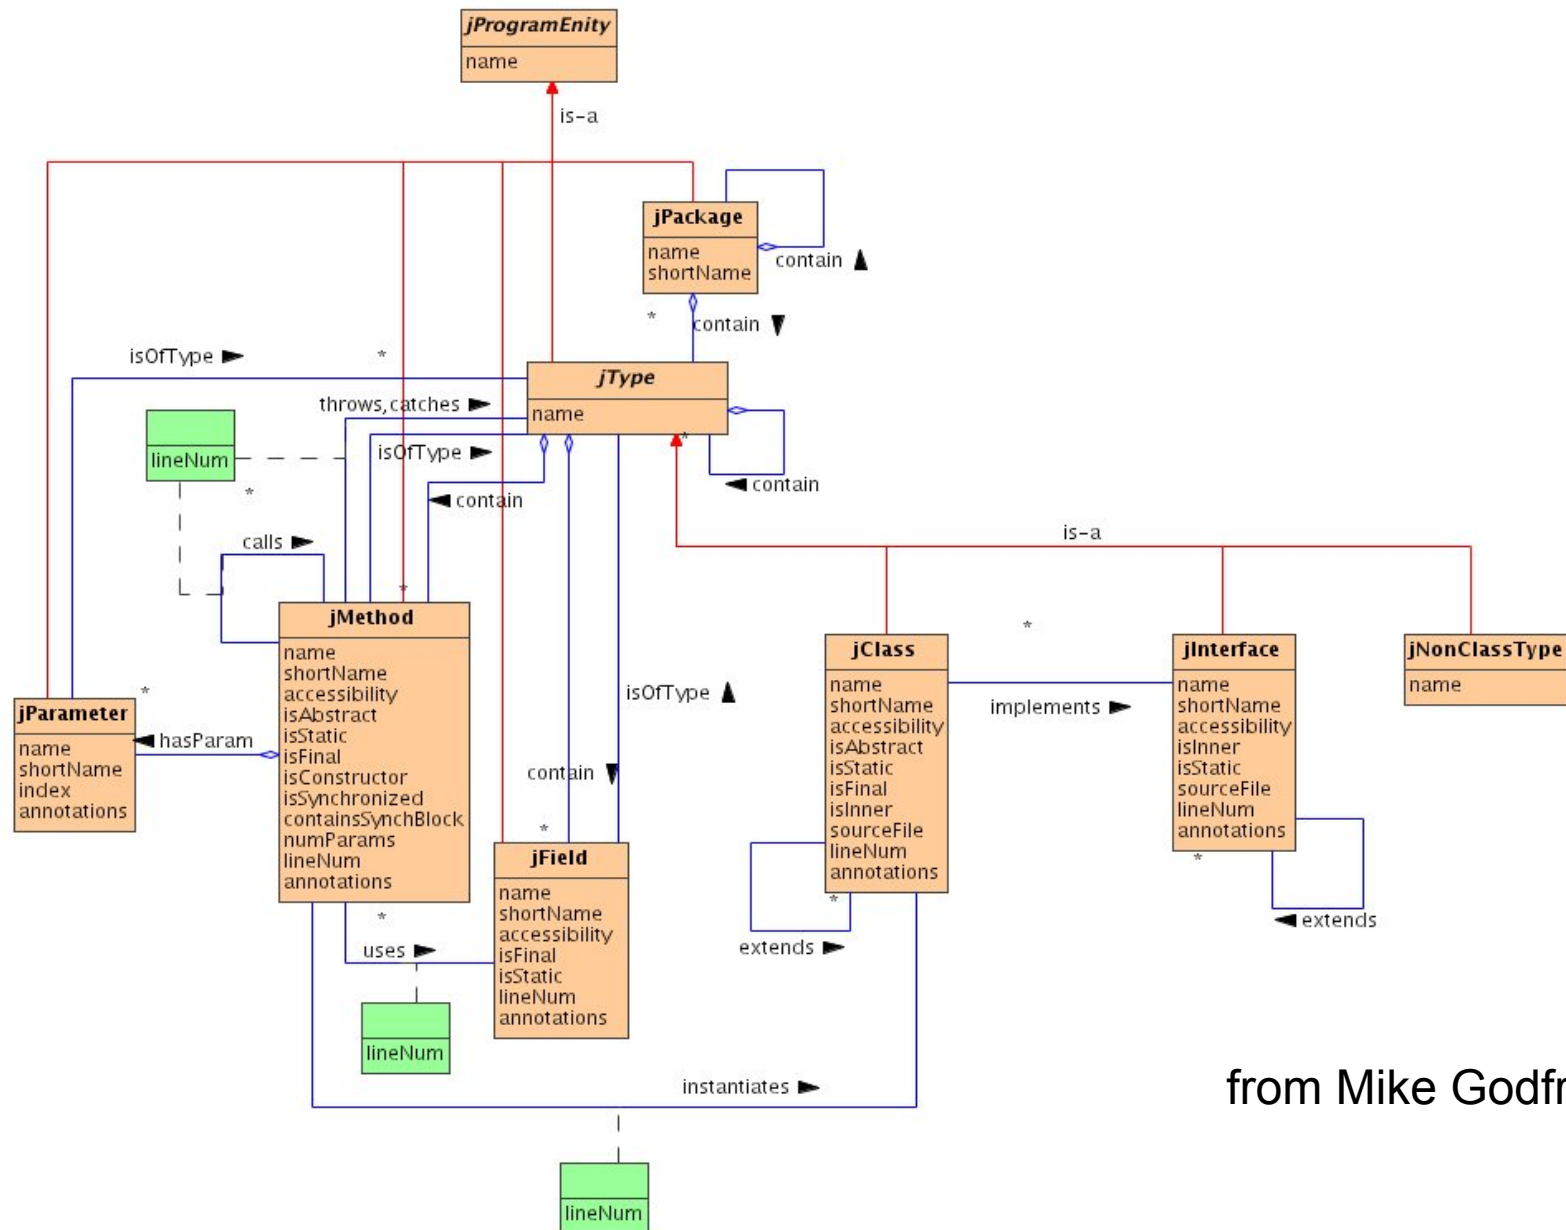 jProgramEnity
name
is-a
jPackage
name
shortName
contain
*
contain
isOfType
*
jType
name
*
throws,catches
isOfType
contain
contain
lineNum
*
calls
*
is-a
jMethod
name
shortName
accessibility
isAbstract
isStatic
isFinal
isConstructor
isSynchronized
containsSynchBlock
numParams
lineNum
annotations
*
jParameter
name
shortName
index
annotations
*
hasParam
isOfType
contain
*
jField
name
shortName
accessibility
isFinal
isStatic
lineNum
annotations
uses
lineNum
jClass
name
shortName
accessibility
isAbstract
isStatic
isFinal
isInner
sourceFile
lineNum
annotations
*
extends
*
implements
jInterface
name
shortName
accessibility
isInner
isStatic
sourceFile
lineNum
annotations
*
extends
jNonClassType
name
instantiates
lineNum
from Mike Godfr